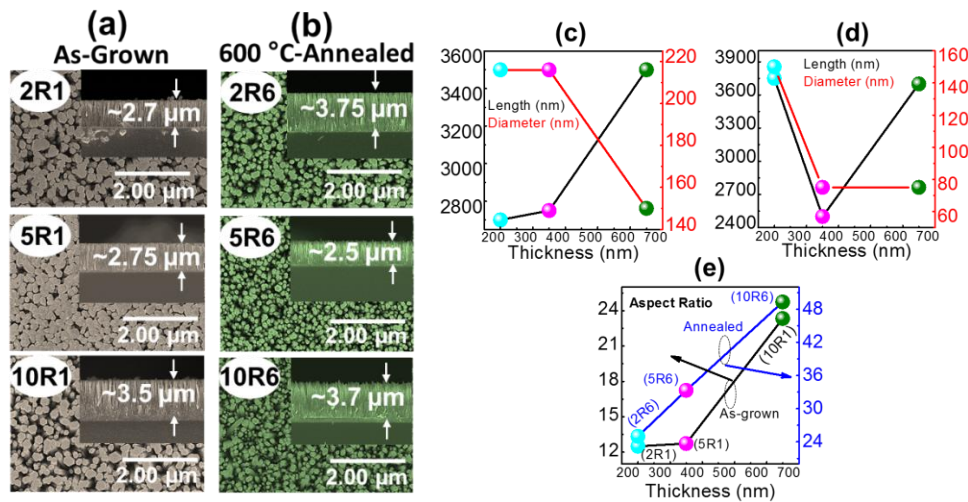 (a)
As-Grown
2R1
~2.7 µm
2.00 µm
5R1
~2.75 µm
2.00 µm
10R1
~3.5 µm
2.00 µm
(b)
600 °C-Annealed
2R6
~3.75 µm
2.00 µm
5R6
~2.5 µm
2.00 µm
10R6
~3.7 µm
2.00 µm
(c)
3600
3400
3200
3000
2800
220
200
180
160
140
Length (nm)
Diameter (nm)
200 300 400 500 600 700
Thickness (nm)
(d)
3900
3600
3300
3000
2700
2400
160
140
120
100
80
60
Length (nm)
Diameter (nm)
200 300 400 500 600 700
Thickness (nm)
(e)
24
21
18
15
12
48
42
36
30
24
Aspect Ratio
(10R6)
Annealed
(10R1)
(5R6)
(2R6)
As-grown
(2R1)
(5R1)
200 300 400 500 600 700
Thickness (nm)